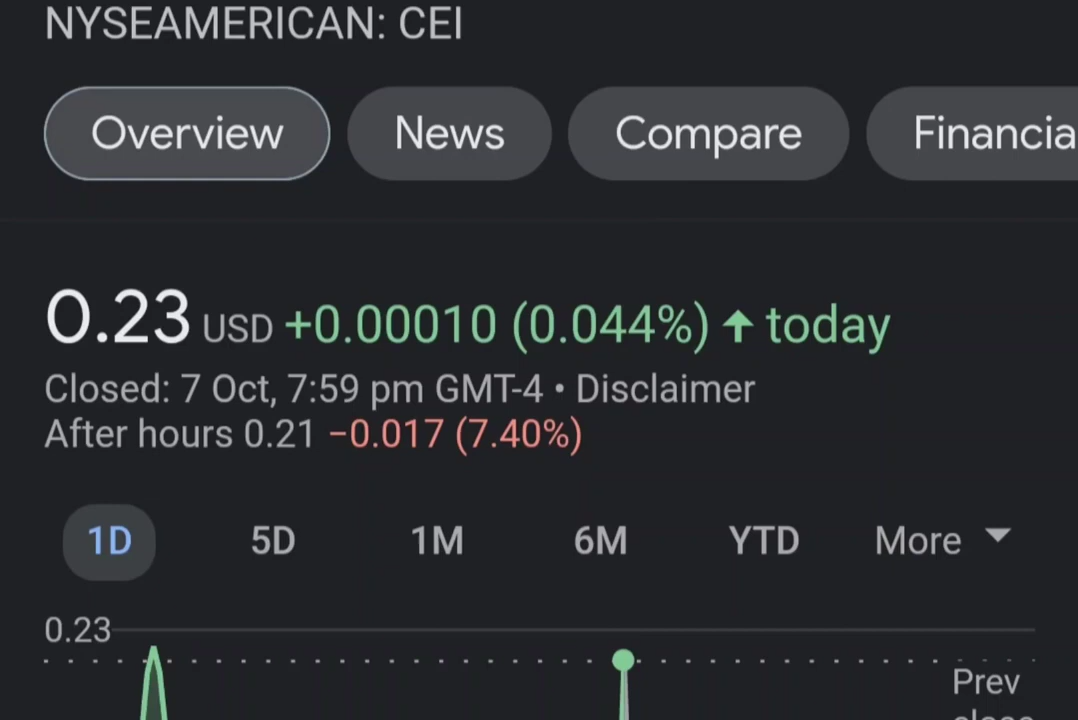 NYSEAMERICAN: CEI
Overview News Compare Financia
0.23 USD +0.00010 (0.044%) ↑ today
Closed: 7 Oct, 7:59 pm GMT-4 • Disclaimer
After hours 0.21 −0.017 (7.40%)
1D 5D 1M 6M YTD More
0.23
Prev